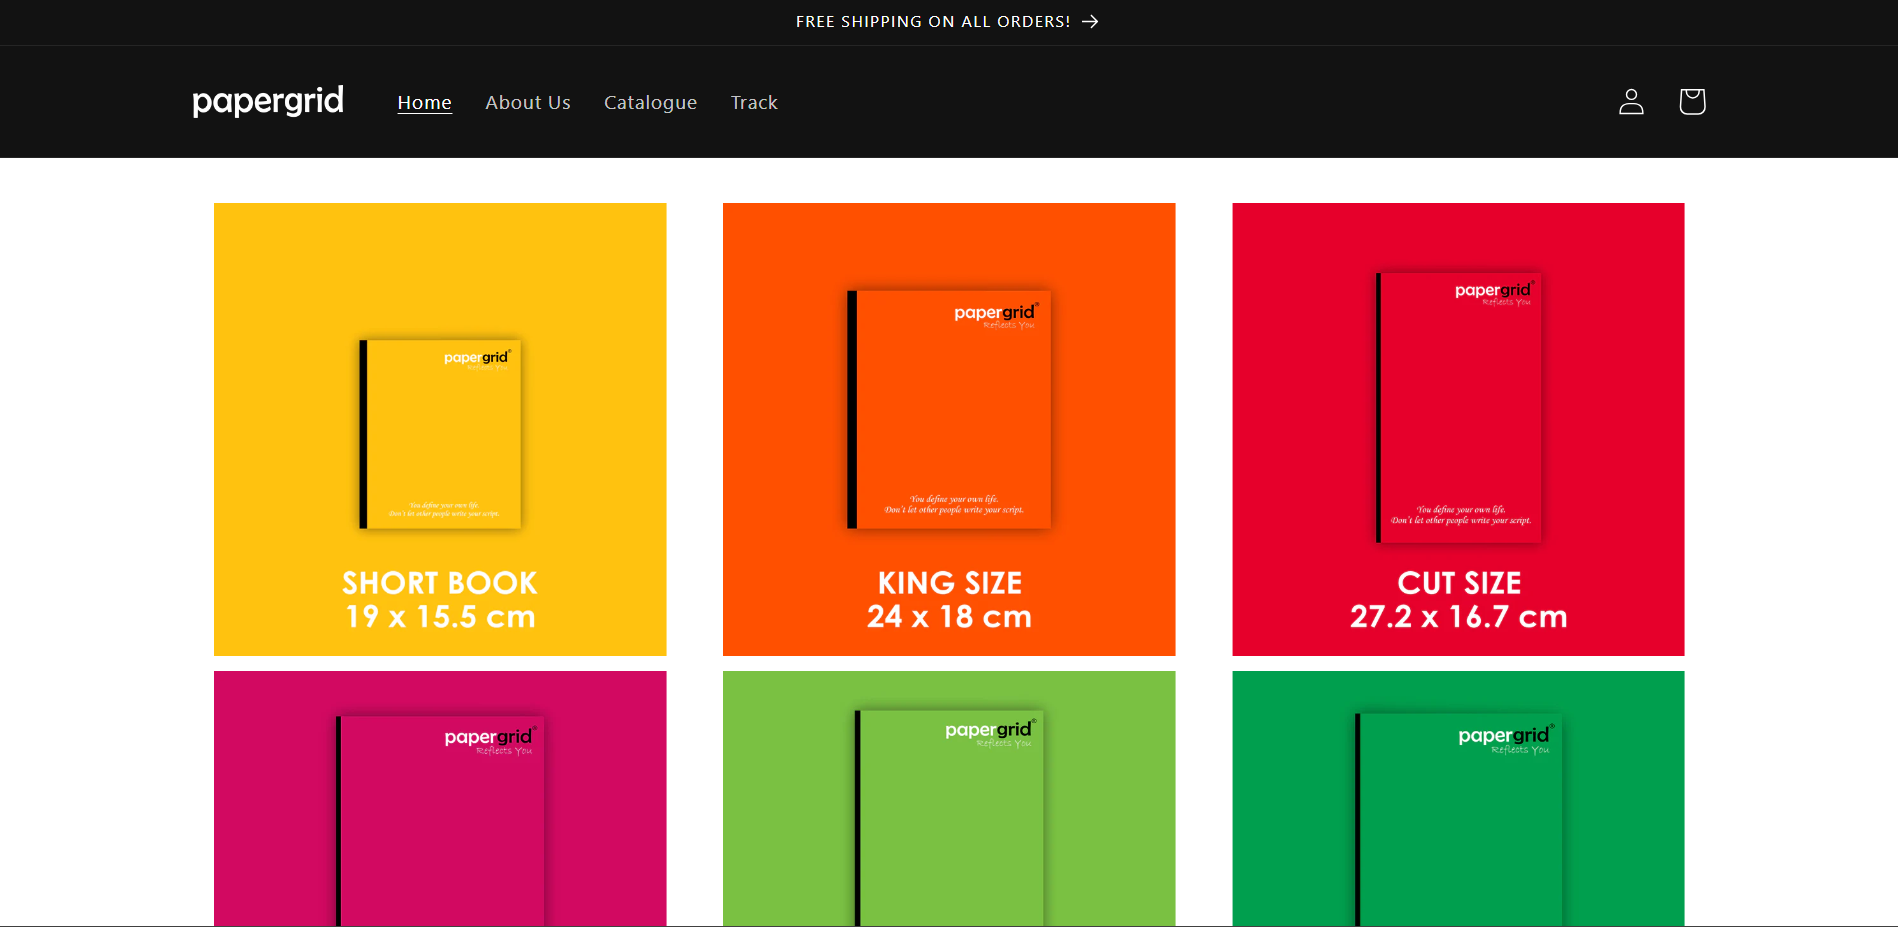 FREE SHIPPING ON ALL ORDERS!
papergrid
Home
About Us
Catalogue
Track
papergrid®
Reflects You
You define your own life.
Don't let other people write your script.
SHORT BOOK
19 x 15.5 cm
papergrid®
Reflects You
You define your own life.
Don't let other people write your script.
KING SIZE
24 x 18 cm
papergrid®
Reflects You
You define your own life.
Don't let other people write your script.
CUT SIZE
27.2 x 16.7 cm
papergrid®
Reflects You
papergrid®
Reflects You
papergrid®
Reflects You